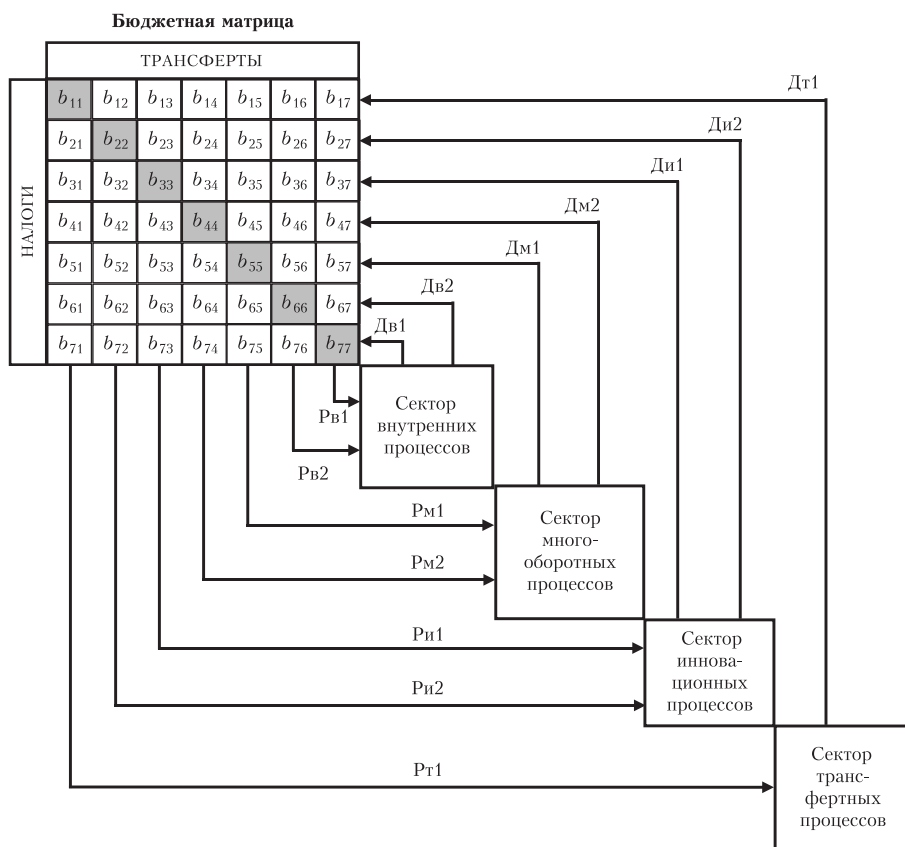 Бюджетная матрица
ТРАНСФЕРТЫ
НАЛОГИ
b11 b12 b13 b14 b15 b16 b17
Дт1
b21 b22 b23 b24 b25 b26 b27
Ди2
b31 b32 b33 b34 b35 b36 b37
Ди1
b41 b42 b43 b44 b45 b46 b47
Дм2
b51 b52 b53 b54 b55 b56 b57
Дм1
b61 b62 b63 b64 b65 b66 b67
Дв2
b71 b72 b73 b74 b75 b76 b77
Дв1
Рв1
Рв2
Сектор
внутренних
процессов
Рм1
Рм2
Сектор
много-
оборотных
процессов
Ри1
Ри2
Сектор
иннова-
ционных
процессов
Рт1
Сектор
транс-
фертных
процессов